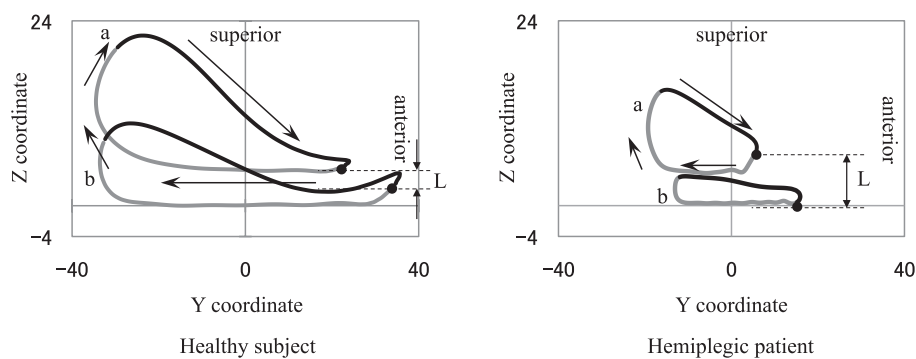 24
a
superior
Z coordinate
anterior
b
L
−4
−40
0
40
Y coordinate
Healthy subject
24
superior
Z coordinate
a
anterior
L
b
−4
−40
0
40
Y coordinate
Hemiplegic patient